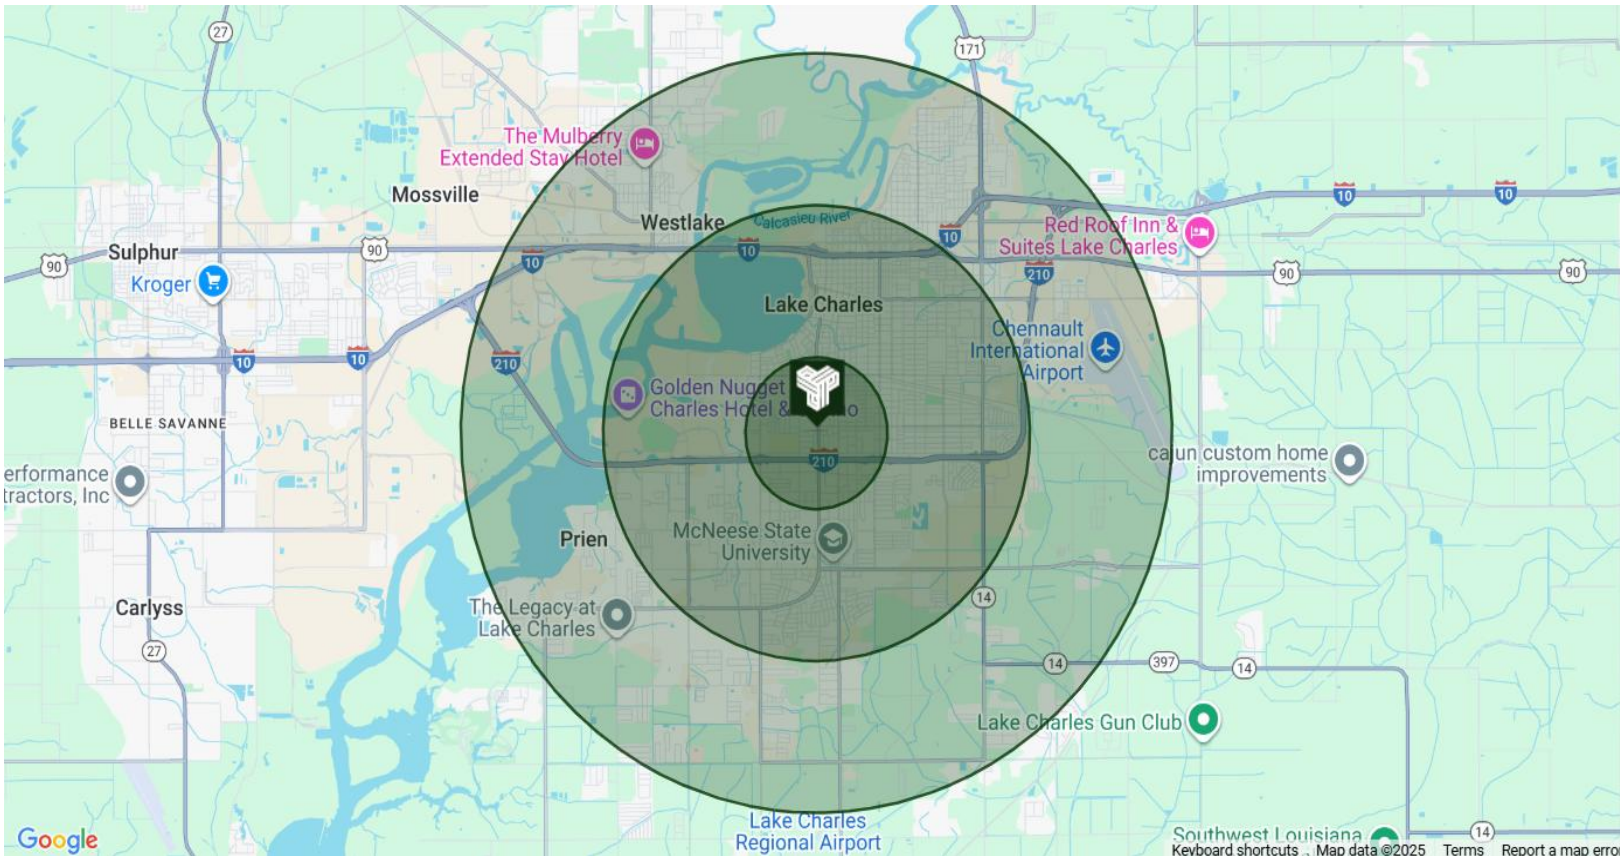 27
171
The Mulberry
Extended Stay Hotel
Mossville
10
10
Westlake
Calcasieu River
Red Roof Inn &
Suites Lake Charles
90
Sulphur
90
10
10
10
210
90
90
Kroger
Lake Charles
Chennault
International
Airport
10
10
210
Golden Nugget
Charles Hotel &
BELLE SAVANNE
210
cajun custom home
improvements
erformance
tractors, Inc
McNeese State
University
Prien
The Legacy at
Lake Charles
14
Carlyss
27
14
397
14
Lake Charles Gun Club
Lake Charles
Regional Airport
Southwest Louisiana
14
Google
Keyboard shortcuts
Map data ©2025
Terms
Report a map erro